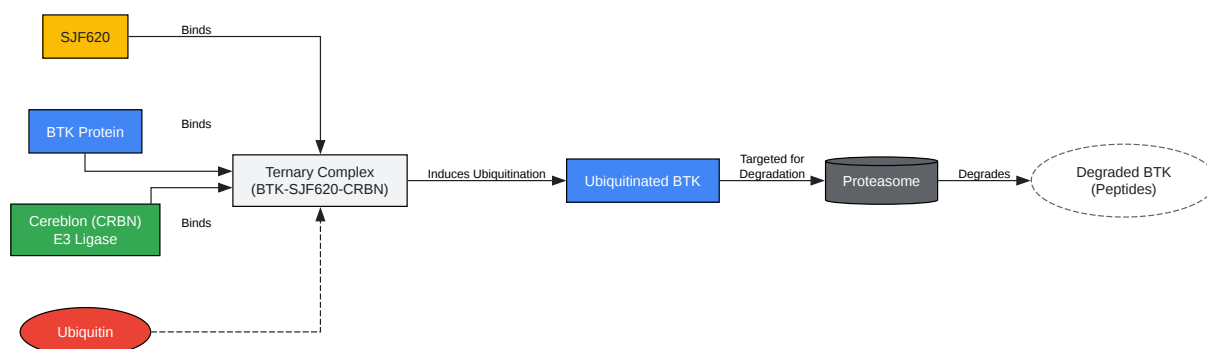 SJF620
Binds
BTK Protein
Binds
Cereblon (CRBN)
E3 Ligase
Binds
Ubiquitin
Ternary Complex
(BTK-SJF620-CRBN)
Induces Ubiquitination
Ubiquitinated BTK
Targeted for
Degradation
Proteasome
Degrades
Degraded BTK
(Peptides)